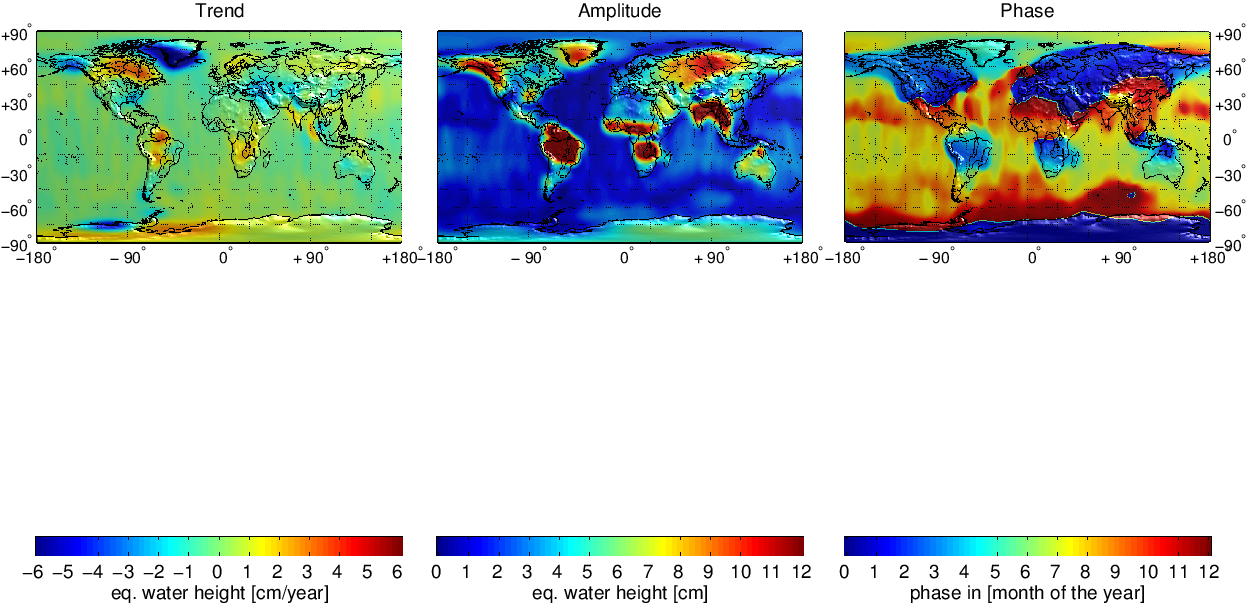 Trend Amplitude Phase
+90° +90°
+60° +60°
+30° +30°
0° 0°
−30° −30°
−60° −60°
−90° ° ° −90°
−180° −90° 0° +90° +180° −180° −90° 0° +90° +180° −180° −90° 0° +90° +180°
−6 −5 −4 −3 −2 −1 0 1 2 3 4 5 6 0 1 2 3 4 5 6 7 8 9 10 11 12 0 1 2 3 4 5 6 7 8 9 10 11 12
eq. water height [cm/year] eq. water height [cm] phase in [month of the year]